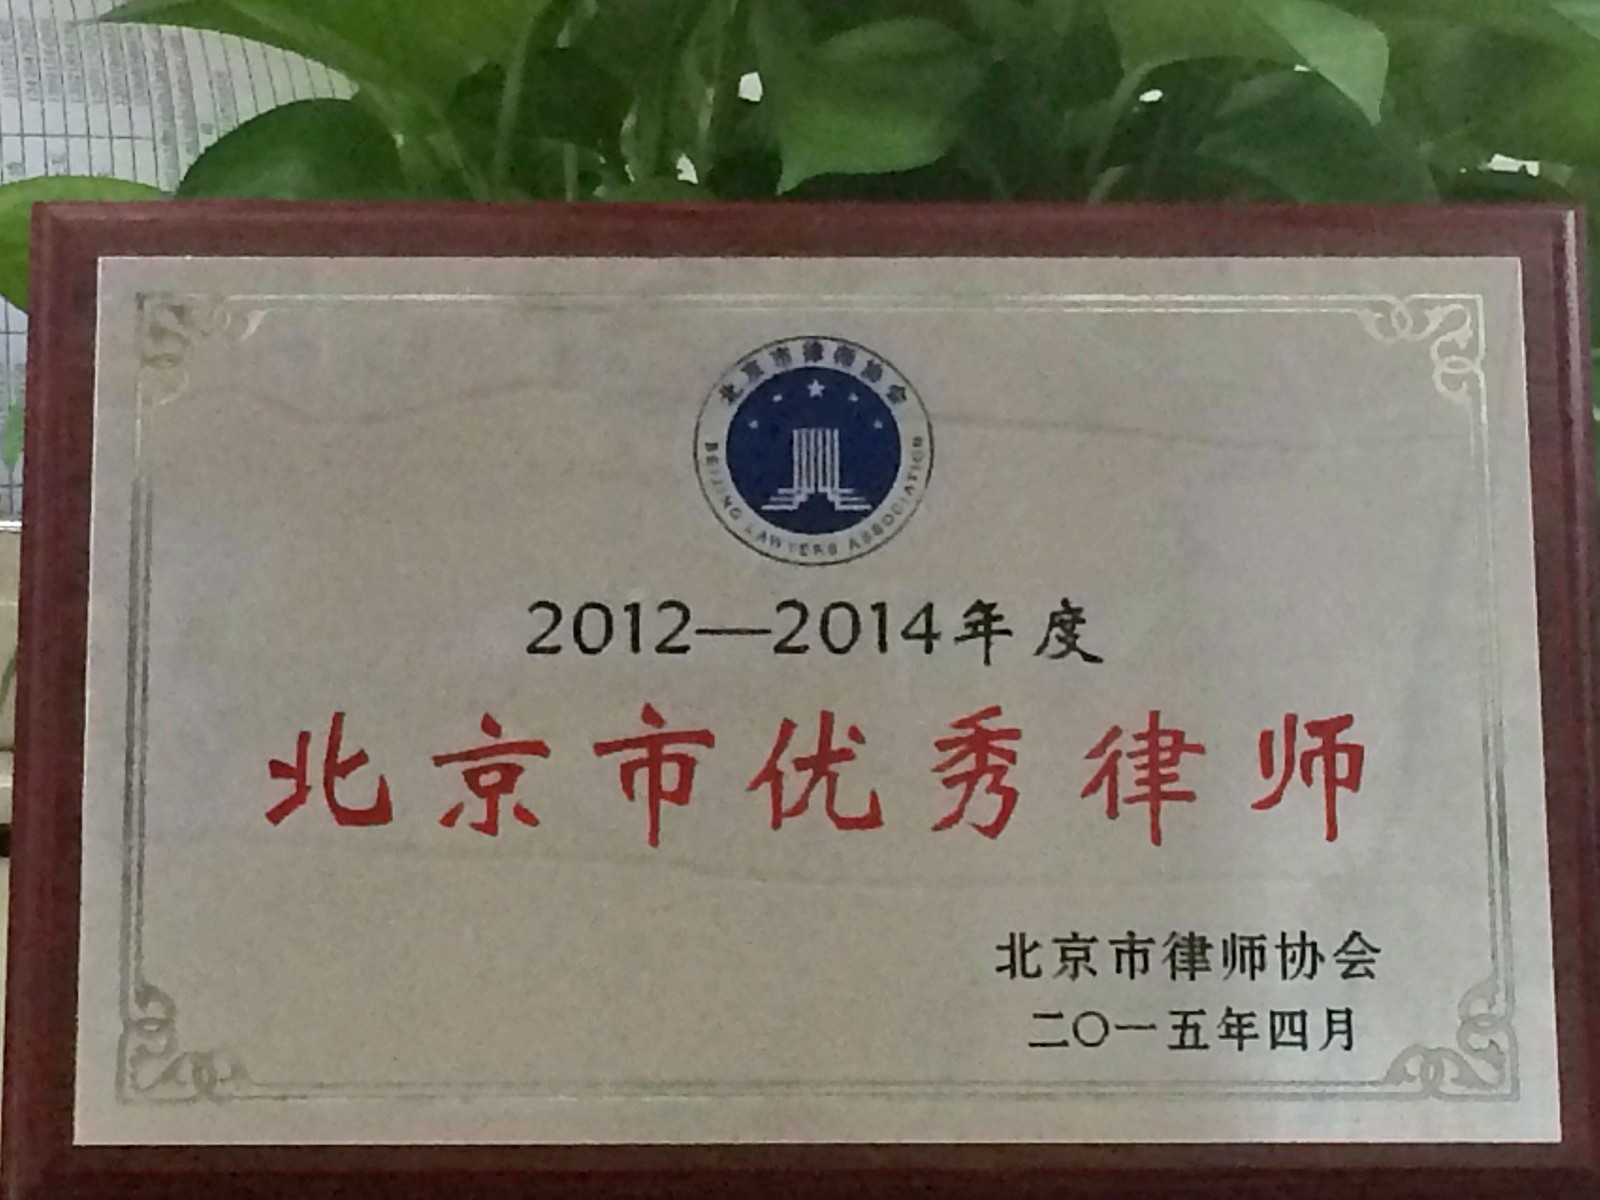 北京市律师协会
BEIJING LAWYERS ASSOCIATION
2012—2014年度
北京市优秀律师
北京市律师协会
二〇一五年四月